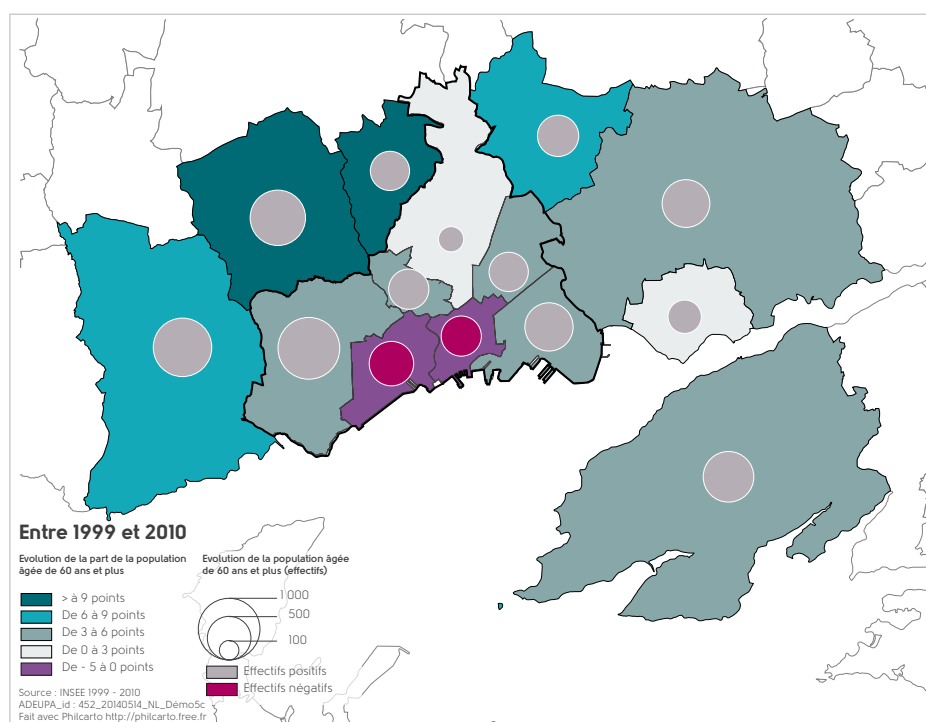 Entre 1999 et 2010
Evolution de la part de la population
âgée de 60 ans et plus
> à 9 points
De 6 à 9 points
De 3 à 6 points
De 0 à 3 points
De - 5 à 0 points
Evolution de la population âgée
de 60 ans et plus (effectifs)
1 000
500
100
Effectifs positifs
Effectifs négatifs
Source : INSEE 1999 - 2010
ADEUPA_id : 452_20140514_NL_Démo5c
Fait avec Philcarto http://philcarto.free.fr